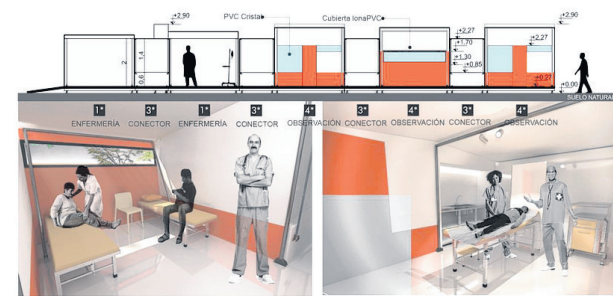 PVC Cristal
Cubierta lonaPVC
+2,90
+2,90
+2,27
+1,70
+1,30
+0,85
+2,27
+0,27
+0,00
2
1,4
0,6
SUELO NATURAL
1* 3* 1* 3* 4* 3* 4* 3* 4*
ENFERMERÍA CONECTOR ENFERMERÍA CONECTOR OBSERVACIÓN CONECTOR OBSERVACIÓN CONECTOR OBSERVACIÓN